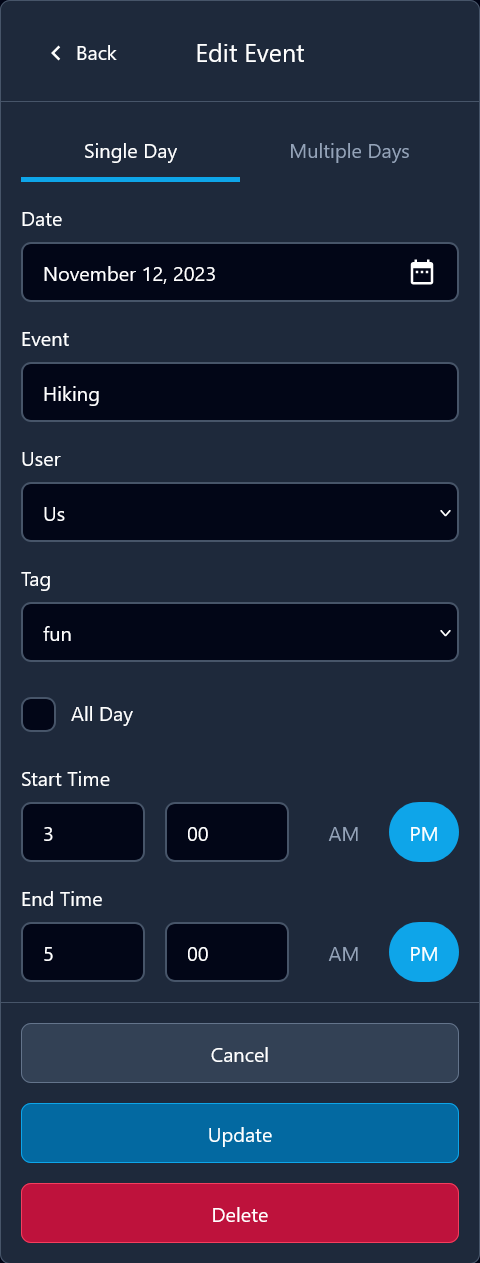 Back Edit Event
Single Day Multiple Days
Date
November 12, 2023
Event
Hiking
User
Us
Tag
fun
All Day
Start Time
3 00 AM PM
End Time
5 00 AM PM
Cancel
Update
Delete